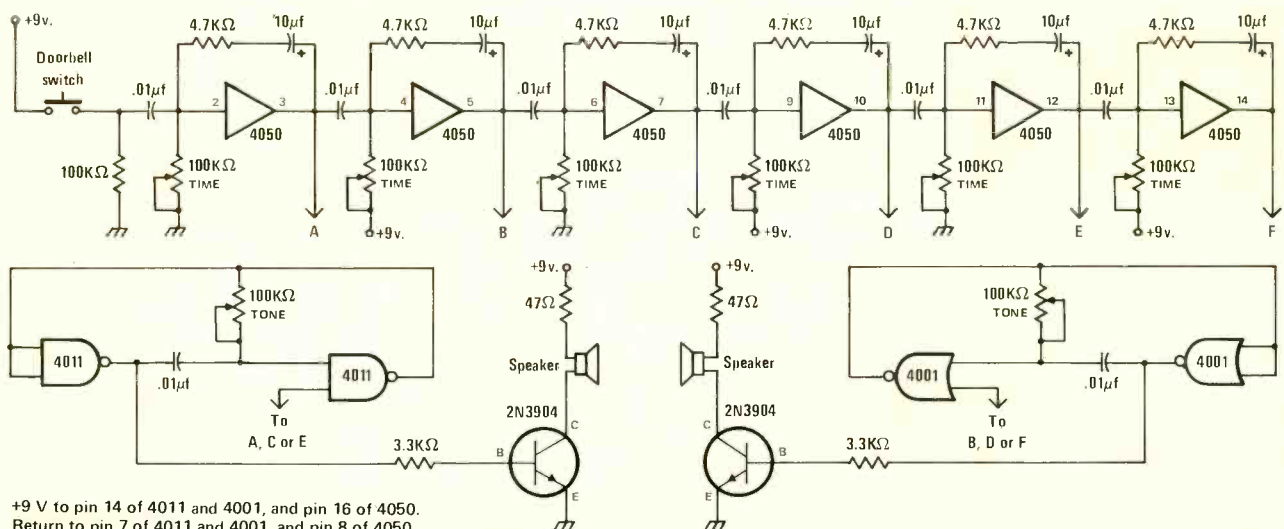 +9v.
Doorbell
switch
.01µf
100KΩ
4.7KΩ
10µf
+
2
3
4050
100KΩ
TIME
A
.01µf
4.7KΩ
10µf
+
4
5
4050
100KΩ
TIME
+9v.
B
.01µf
4.7KΩ
10µf
+
6
7
4050
100KΩ
TIME
C
.01µf
4.7KΩ
10µf
+
9
10
4050
100KΩ
TIME
+9v.
D
.01µf
4.7KΩ
10µf
+
11
12
4050
100KΩ
TIME
E
.01µf
4.7KΩ
10µf
+
13
14
4050
100KΩ
TIME
+9v.
F
4011
.01µf
100KΩ
TONE
4011
To
A, C or E
3.3KΩ
+9v.
47Ω
Speaker
2N3904
C
B
E
+9v.
47Ω
Speaker
2N3904
C
B
E
3.3KΩ
100KΩ
TONE
4001
.01µf
4001
To
B, D or F
+9 V to pin 14 of 4011 and 4001, and pin 16 of 4050.
Return to pin 7 of 4011 and 4001, and pin 8 of 4050